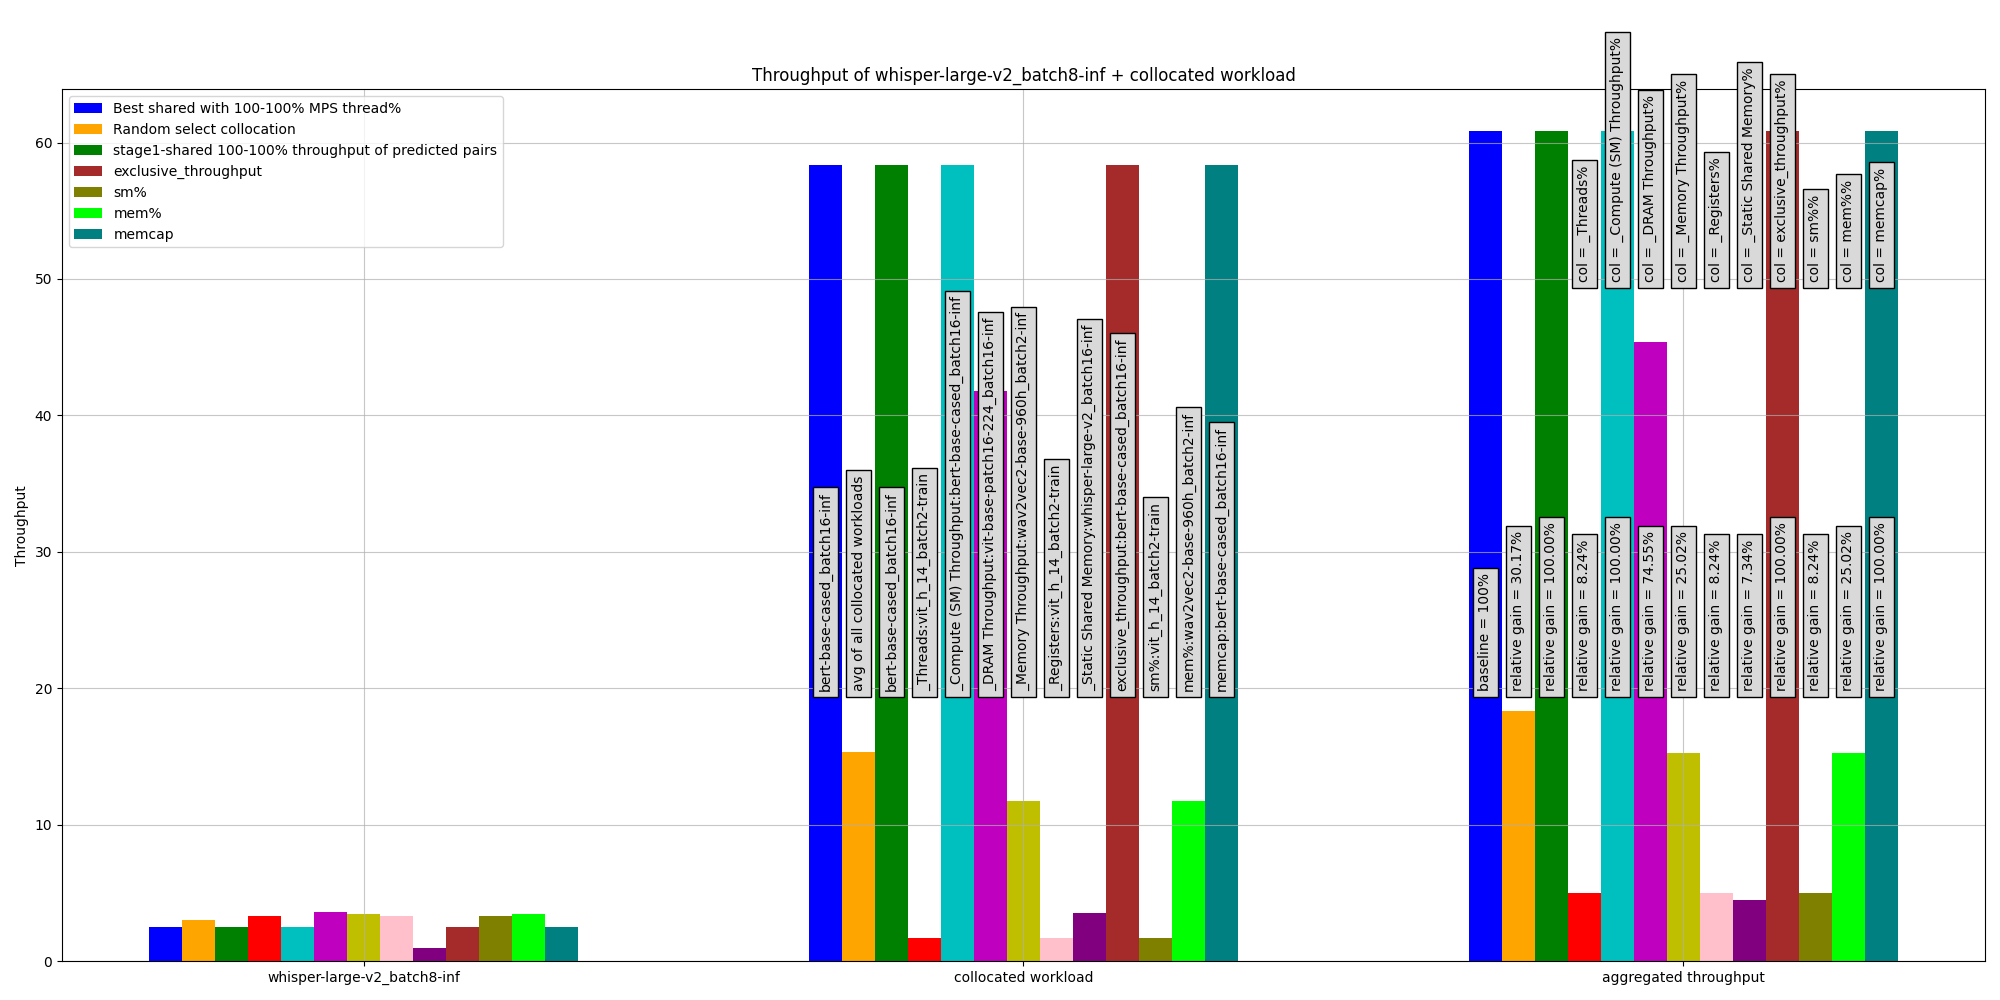 Throughput of whisper-large-v2_batch8-inf + collocated workload
Best shared with 100-100% MPS thread%
Random select collocation
stage1-shared 100-100% throughput of predicted pairs
exclusive_throughput
sm%
mem%
memcap
Throughput
60
50
40
30
20
10
0
bert-base-cased_batch16-inf
avg of all collocated workloads
bert-base-cased_batch16-inf
_Threads:vit_h_14_batch2-train
_Compute (SM) Throughput:bert-base-cased_batch16-inf
_DRAM Throughput:vit-base-patch16-224_batch16-inf
_Memory Throughput:wav2vec2-base-960h_batch2-inf
_Registers:vit_h_14_batch2-train
_Static Shared Memory:whisper-large-v2_batch16-inf
exclusive_throughput:bert-base-cased_batch16-inf
sm%:vit_h_14_batch2-train
mem%:wav2vec2-base-960h_batch2-inf
memcap:bert-base-cased_batch16-inf
col = _Threads%
col = _Compute (SM) Throughput%
col = _DRAM Throughput%
col = _Memory Throughput%
col = _Registers%
col = _Static Shared Memory%
col = exclusive_throughput%
col = sm%%
col = mem%%
col = memcap%
baseline = 100%
relative gain = 30.17%
relative gain = 100.00%
relative gain = 8.24%
relative gain = 100.00%
relative gain = 74.55%
relative gain = 25.02%
relative gain = 8.24%
relative gain = 7.34%
relative gain = 100.00%
relative gain = 8.24%
relative gain = 25.02%
relative gain = 100.00%
whisper-large-v2_batch8-inf
collocated workload
aggregated throughput